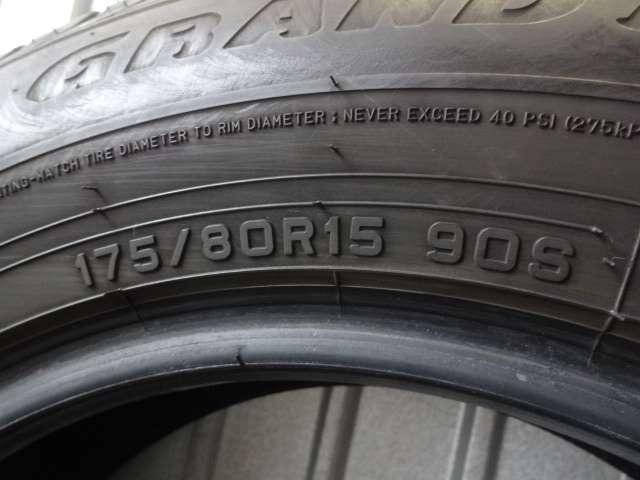 GRAND
TING-MATCH TIRE DIAMETER TO RIM DIAMETER ; NEVER EXCEED 40 PSI (275kP
175/80R15 90S